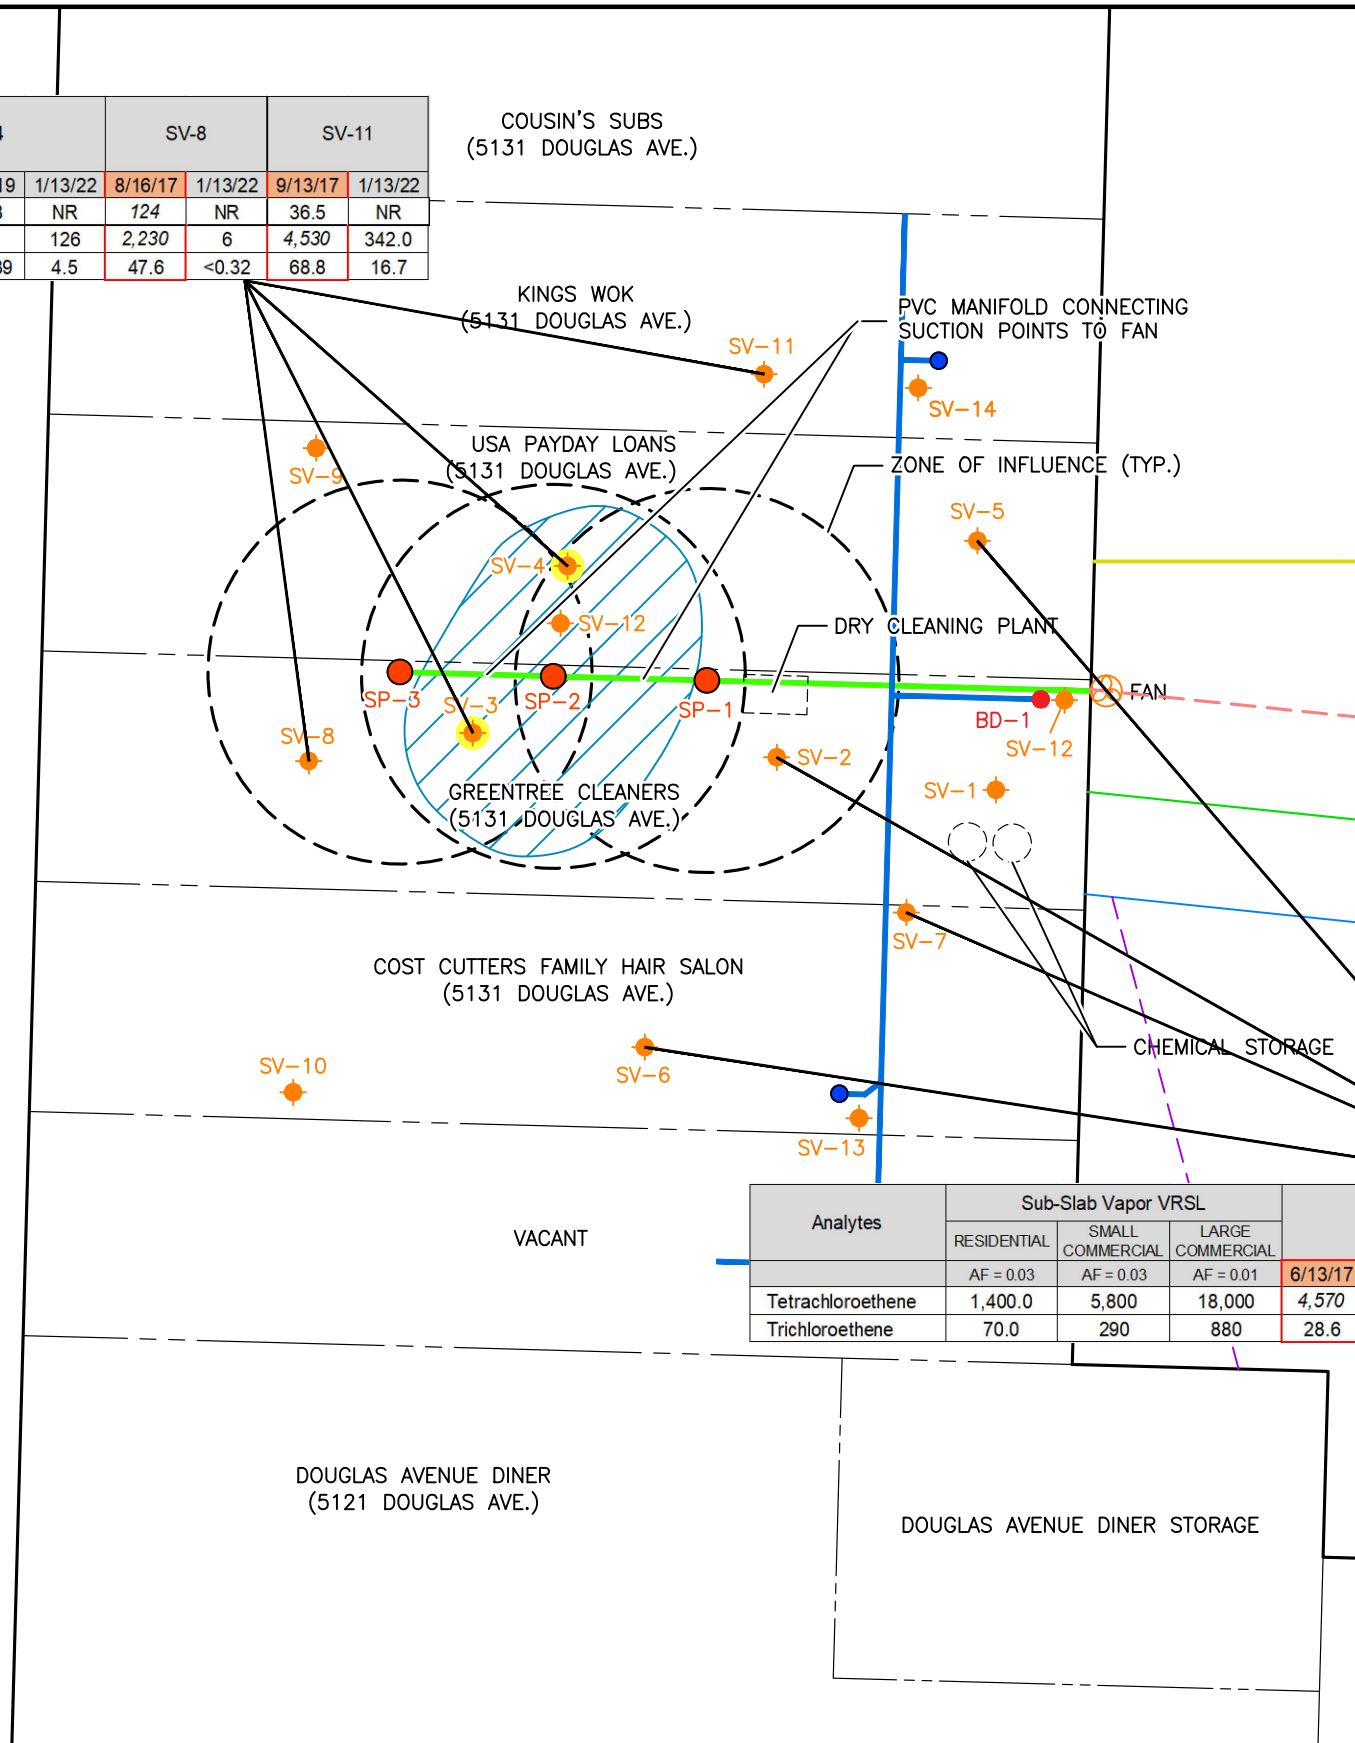 COUSIN'S SUBS
(5131 DOUGLAS AVE.)
4 SV-8 SV-11
19 1/13/22 8/16/17 1/13/22 9/13/17 1/13/22
3 NR 124 NR 36.5 NR
126 2,230 6 4,530 342.0
39 4.5 47.6 <0.32 68.8 16.7
KINGS WOK
(5131 DOUGLAS AVE.)
PVC MANIFOLD CONNECTING
SUCTION POINTS TO FAN
SV-11
SV-14
USA PAYDAY LOANS
(5131 DOUGLAS AVE.)
ZONE OF INFLUENCE (TYP.)
SV-9
SV-5
SV-4
SV-12
DRY CLEANING PLANT
SP-3
SV-3
SP-2
SP-1
FAN
BD-1
SV-12
SV-8
SV-2
SV-1
GREENTREE CLEANERS
(5131 DOUGLAS AVE.)
SV-7
COST CUTTERS FAMILY HAIR SALON
(5131 DOUGLAS AVE.)
CHEMICAL STORAGE
SV-10
SV-6
SV-13
VACANT
Analytes Sub-Slab Vapor VRSL
RESIDENTIAL SMALL COMMERCIAL LARGE COMMERCIAL
AF = 0.03 AF = 0.03 AF = 0.01 6/13/17
Tetrachloroethene 1,400.0 5,800 18,000 4,570
Trichloroethene 70.0 290 880 28.6
DOUGLAS AVENUE DINER
(5121 DOUGLAS AVE.)
DOUGLAS AVENUE DINER STORAGE